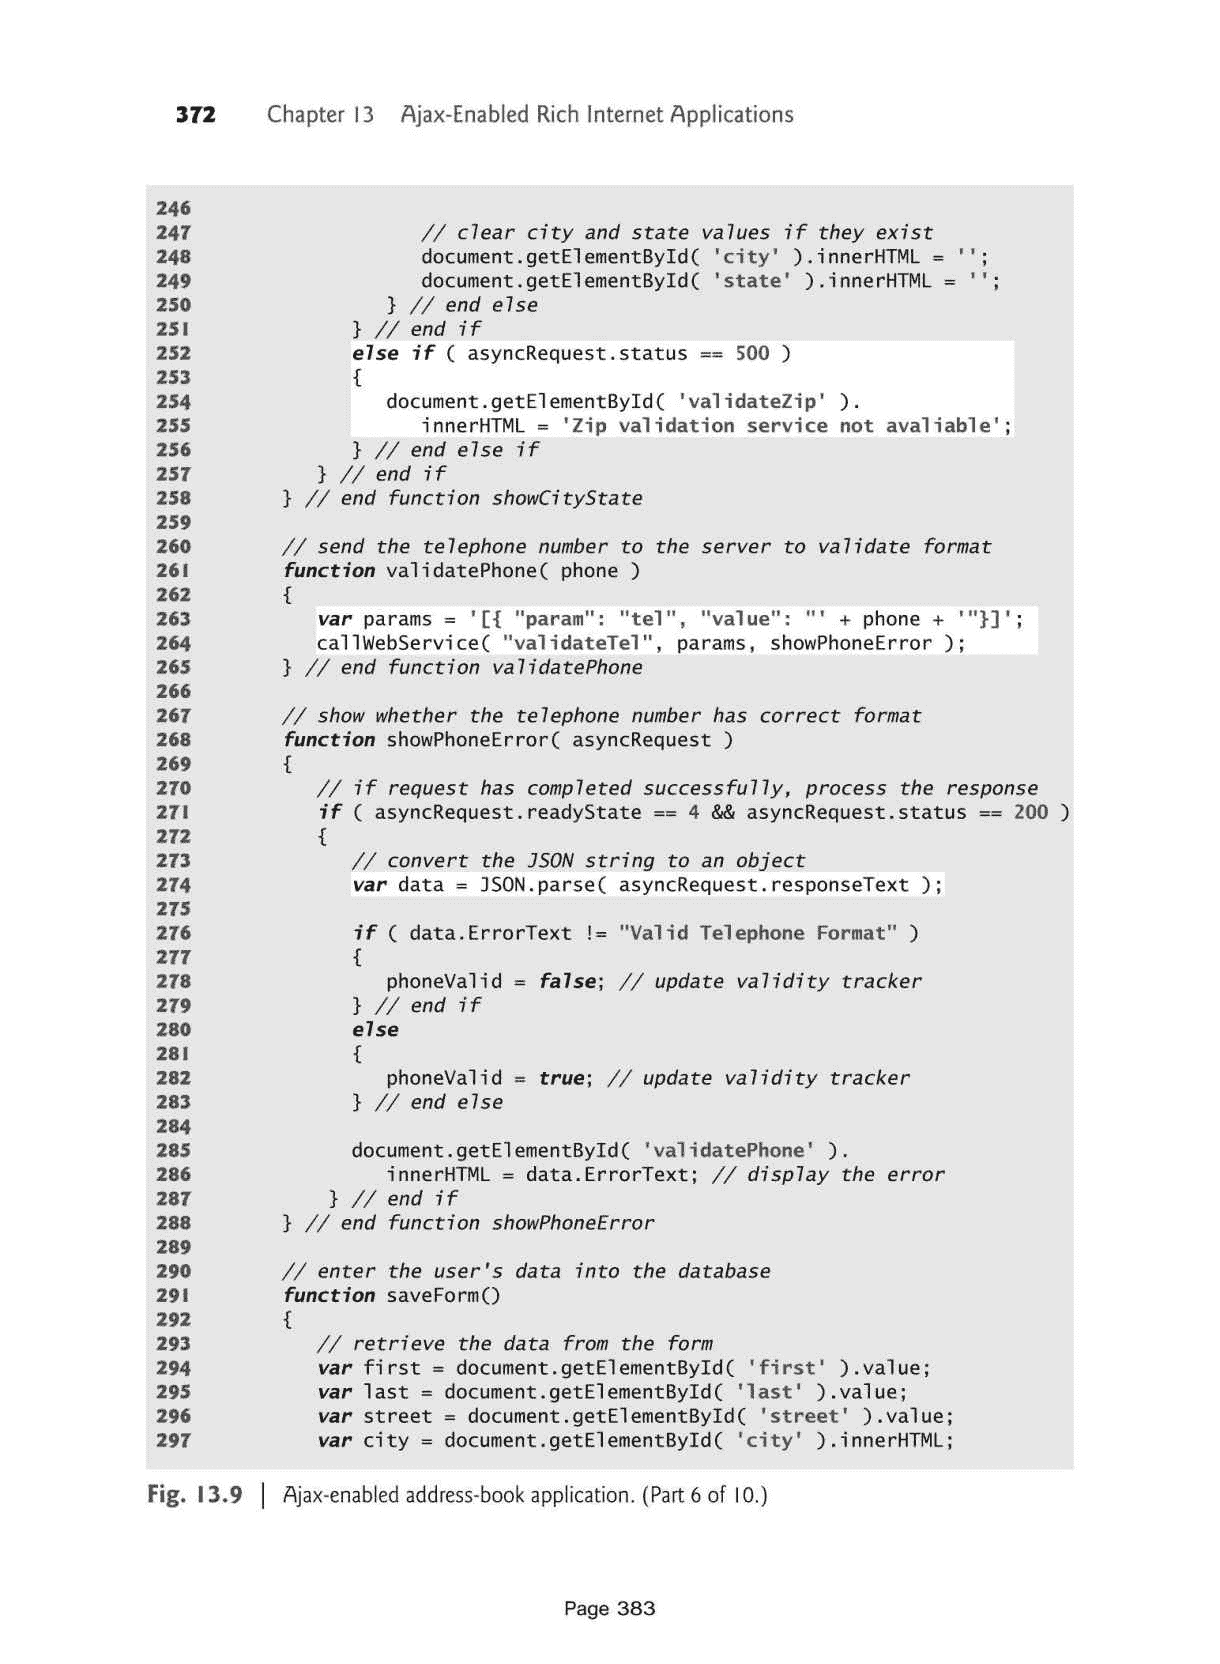 372 Chapter 13 Ajax-Enabled Rich Internet Applications
246
247 // clear city and state values if they exist
248 document.getElementById( 'city' ).innerHTML = '';
249 document.getElementById( 'state' ).innerHTML = '';
250 } // end else
251 } // end if
252 else if ( asyncRequest.status == 500 )
253 {
254 document.getElementById( 'validateZip' ).
255 innerHTML = 'Zip validation service not avaliable';
256 } // end else if
257 } // end if
258 } // end function showCityState
259
260 // send the telephone number to the server to validate format
261 function validatePhone( phone )
262 {
263 var params = '[{ "param": "tel", "value": "' + phone + '"}]';
264 callWebService( "validateTel", params, showPhoneError );
265 } // end function validatePhone
266
267 // show whether the telephone number has correct format
268 function showPhoneError( asyncRequest )
269 {
270 // if request has completed successfully, process the response
271 if ( asyncRequest.readyState == 4 && asyncRequest.status == 200 )
272 {
273 // convert the JSON string to an object
274 var data = JSON.parse( asyncRequest.responseText );
275
276 if ( data.ErrorText != "Valid Telephone Format" )
277 {
278 phoneValid = false; // update validity tracker
279 } // end if
280 else
281 {
282 phoneValid = true; // update validity tracker
283 } // end else
284
285 document.getElementById( 'validatePhone' ).
286 innerHTML = data.ErrorText; // display the error
287 } // end if
288 } // end function showPhoneError
289
290 // enter the user's data into the database
291 function saveForm()
292 {
293 // retrieve the data from the form
294 var first = document.getElementById( 'first' ).value;
295 var last = document.getElementById( 'last' ).value;
296 var street = document.getElementById( 'street' ).value;
297 var city = document.getElementById( 'city' ).innerHTML;
Fig. 13.9 | Ajax-enabled address-book application. (Part 6 of 10.)
Page 383